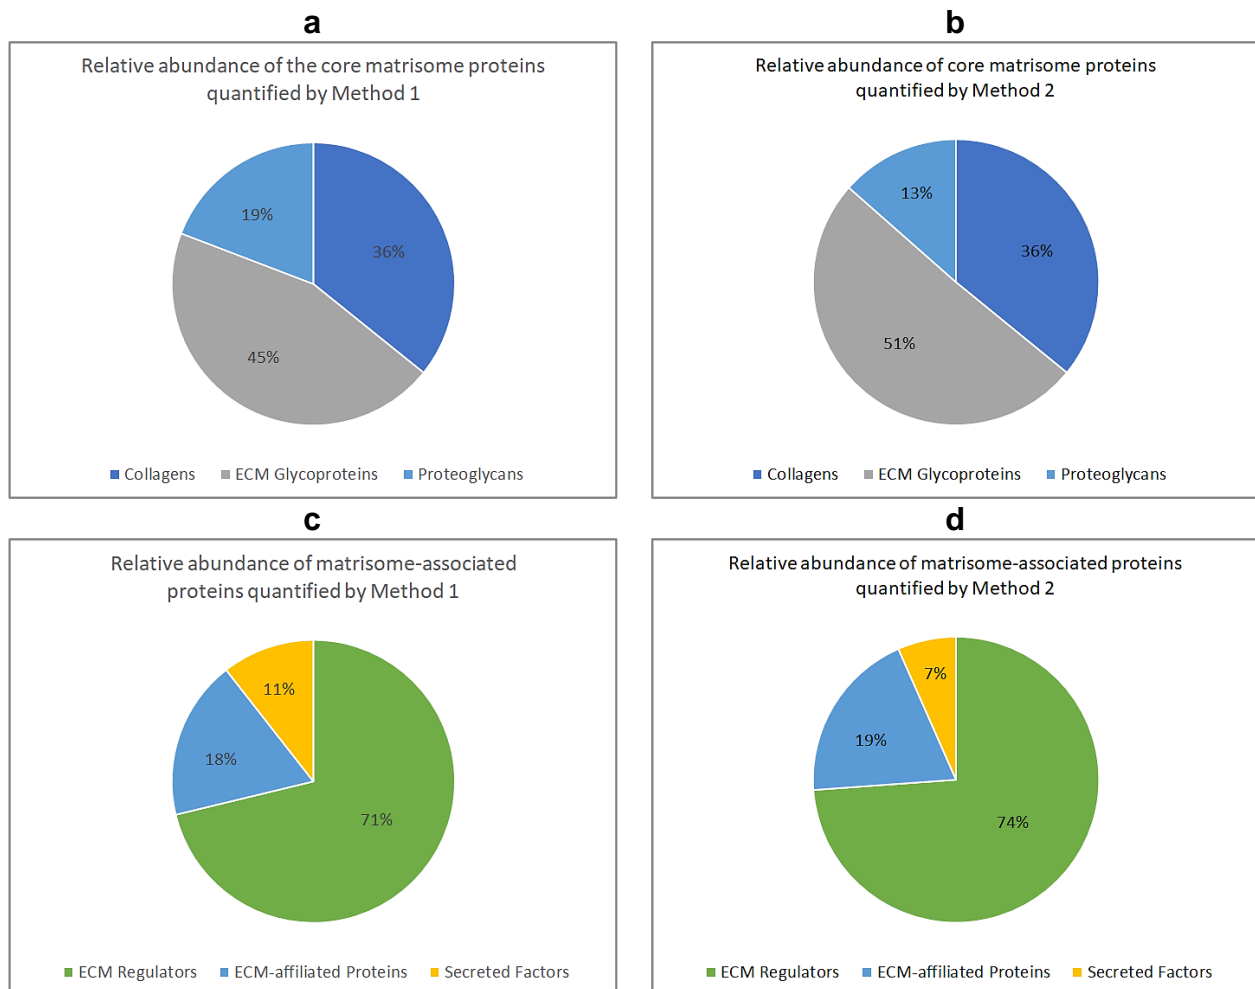 a
Relative abundance of the core matrisome proteins
quantified by Method 1
19%
36%
45%
Collagens ECM Glycoproteins Proteoglycans
b
Relative abundance of core matrisome proteins
quantified by Method 2
13%
36%
51%
Collagens ECM Glycoproteins Proteoglycans
c
Relative abundance of matrisome-associated
proteins quantified by Method 1
11%
18%
71%
ECM Regulators ECM-affiliated Proteins Secreted Factors
d
Relative abundance of matrisome-associated proteins
quantified by Method 2
7%
19%
74%
ECM Regulators ECM-affiliated Proteins Secreted Factors